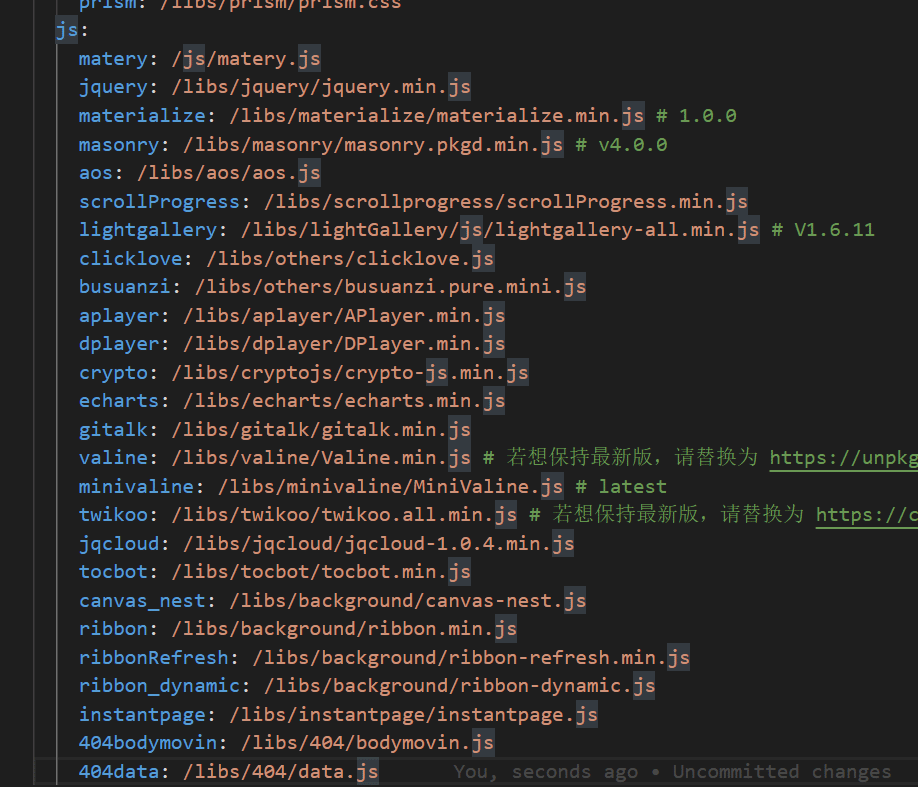 prism: /libs/prism/prism.css
js:
matery: /js/matery.js
jquery: /libs/jquery/jquery.min.js
materialize: /libs/materialize/materialize.min.js # 1.0.0
masonry: /libs/masonry/masonry.pkgd.min.js # v4.0.0
aos: /libs/aos/aos.js
scrollProgress: /libs/scrollprogress/scrollProgress.min.js
lightgallery: /libs/lightGallery/js/lightgallery-all.min.js # V1.6.11
clicklove: /libs/others/clicklove.js
busuanzi: /libs/others/busuanzi.pure.mini.js
aplayer: /libs/aplayer/APlayer.min.js
dplayer: /libs/dplayer/DPlayer.min.js
crypto: /libs/cryptojs/crypto-js.min.js
echarts: /libs/echarts/echarts.min.js
gitalk: /libs/gitalk/gitalk.min.js
valine: /libs/valine/Valine.min.js # 若想保持最新版，请替换为 https://unpkg
minivaline: /libs/minivaline/MiniValine.js # latest
twikoo: /libs/twikoo/twikoo.all.min.js # 若想保持最新版，请替换为 https://c
jqcloud: /libs/jqcloud/jqcloud-1.0.4.min.js
tocbot: /libs/tocbot/tocbot.min.js
canvas_nest: /libs/background/canvas-nest.js
ribbon: /libs/background/ribbon.min.js
ribbonRefresh: /libs/background/ribbon-refresh.min.js
ribbon_dynamic: /libs/background/ribbon-dynamic.js
instantpage: /libs/instantpage/instantpage.js
404bodymovin: /libs/404/bodymovin.js
404data: /libs/404/data.js You, seconds ago • Uncommitted changes